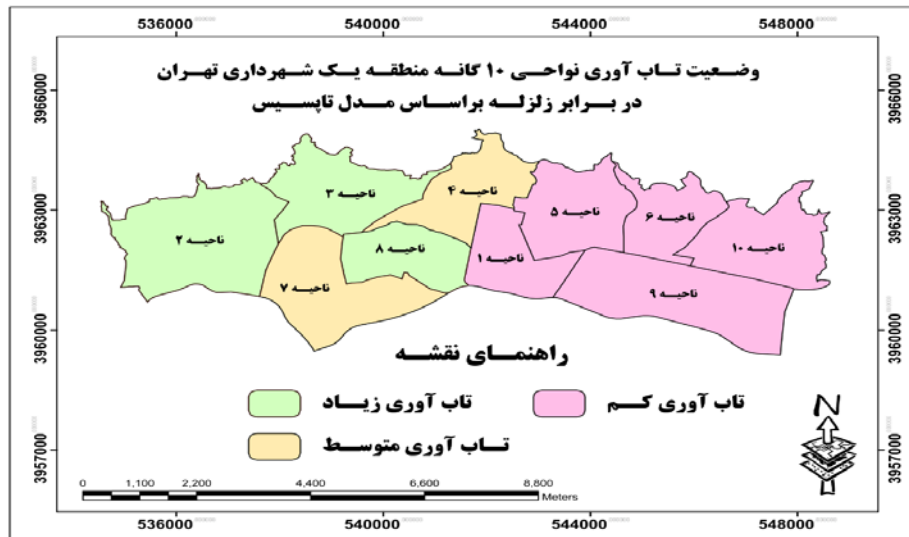 536000 540000 544000 548000
وضعیت تاب آوری نواحی ۱۰ گانه منطقه یک شهرداری تهران
در برابر زلزله براساس مدل تاپسیس
3966000 3966000
3963000 3963000
3960000 3960000
3957000 3957000
ناحیه ۲
ناحیه ۳
ناحیه ۴
ناحیه ۵
ناحیه ۶
ناحیه ۱۰
ناحیه ۸
ناحیه ۱
ناحیه ۷
ناحیه ۹
راهنمای نقشه
تاب آوری زیاد
تاب آوری کم
تاب آوری متوسط
N
0 1,100 2,200 4,400 6,600 8,800
Meters
536000 540000 544000 548000